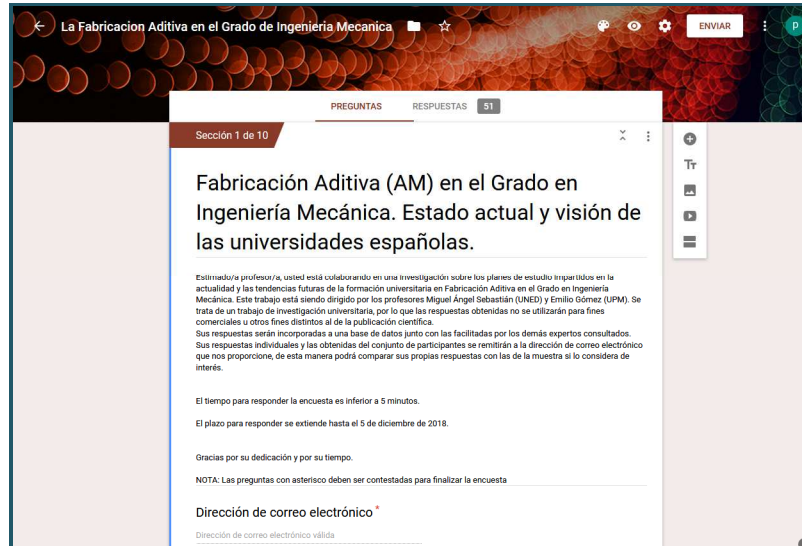 La Fabricacion Aditiva en el Grado de Ingenieria Mecanica
ENVIAR
p
PREGUNTAS RESPUESTAS 51
Sección 1 de 10
Tт
Fabricación Aditiva (AM) en el Grado en
Ingeniería Mecánica. Estado actual y visión de
las universidades españolas.
Estimado/a profesor/a, usted está colaborando en una investigación sobre los planes de estudio impartidos en la
actualidad y las tendencias futuras de la formación universitaria en Fabricación Aditiva en el Grado en Ingeniería
Mecánica. Este trabajo está siendo dirigido por los profesores Miguel Ángel Sebastián (UNED) y Emilio Gómez (UPM). Se
trata de un trabajo de investigación universitaria, por lo que las respuestas obtenidas no se utilizarán para fines
comerciales u otros fines distintos al de la publicación científica.
Sus respuestas serán incorporadas a una base de datos junto con las facilitadas por los demás expertos consultados.
Sus respuestas individuales y las obtenidas del conjunto de participantes se remitirán a la dirección de correo electrónico
que nos proporcione, de esta manera podrá comparar sus propias respuestas con las de la muestra si lo considera de
interés.
El tiempo para responder la encuesta es inferior a 5 minutos.
El plazo para responder se extiende hasta el 5 de diciembre de 2018.
Gracias por su dedicación y por su tiempo.
NOTA: Las preguntas con asterisco deben ser contestadas para finalizar la encuesta
Dirección de correo electrónico *
Dirección de correo electrónico válida